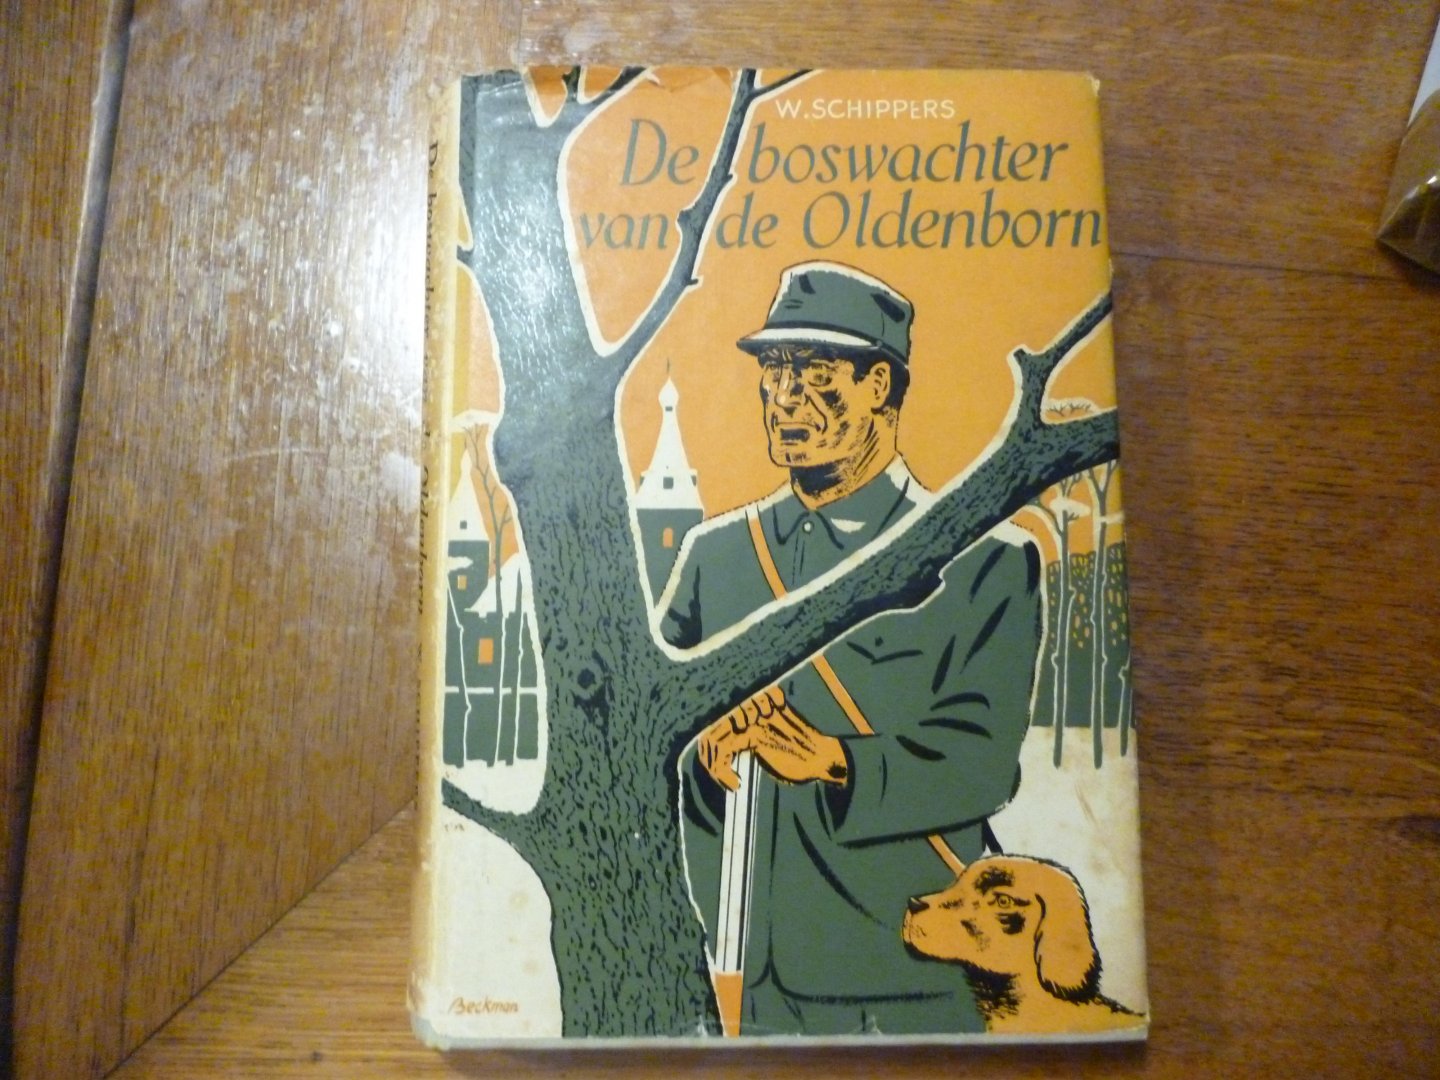 W. SCHIPPERS
De boswachter
van de Oldenborn
Beckman